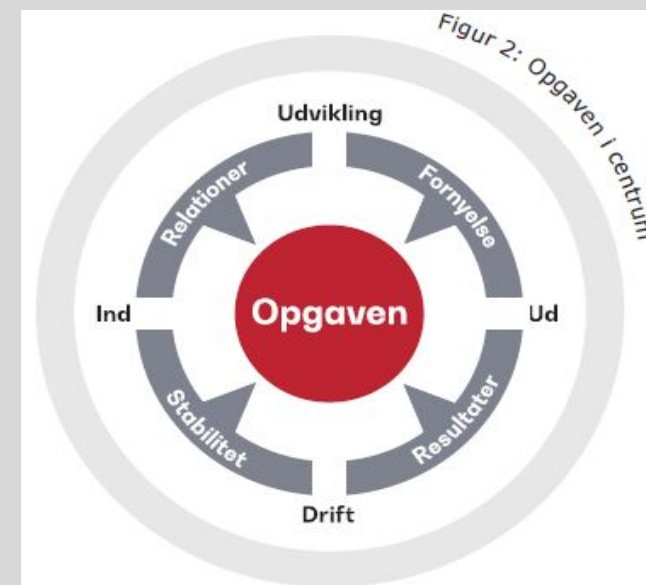 Figur 2: Opgaven i centrum
Udvikling
Relationer
Fornyelse
Ind
Opgaven
Ud
Stabilitet
Resultater
Drift